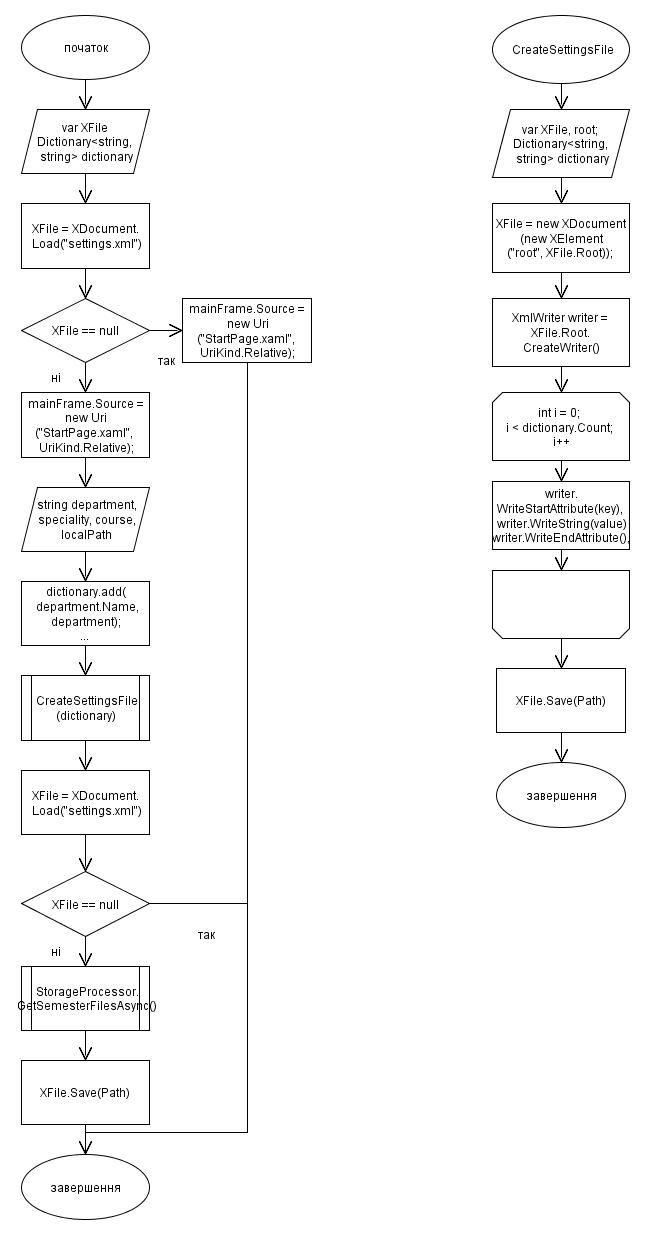 початок
var XFile
Dictionary<string,
string> dictionary
XFile = XDocument.
Load("settings.xml")
XFile == null
так
ні
mainFrame.Source =
new Uri
("StartPage.xaml",
UriKind.Relative);
mainFrame.Source =
new Uri
("StartPage.xaml",
UriKind.Relative);
string department,
speciality, course,
localPath
dictionary.add(
department.Name,
department);
...
CreateSettingsFile
(dictionary)
XFile = XDocument.
Load("settings.xml")
XFile == null
так
ні
StorageProcessor.
GetSemesterFilesAsync()
XFile.Save(Path)
завершення
CreateSettingsFile
var XFile, root;
Dictionary<string,
string> dictionary
XFile = new XDocument
(new XElement
("root", XFile.Root));
XmlWriter writer =
XFile.Root.
CreateWriter()
int i = 0;
i < dictionary.Count;
i++
writer.
WriteStartAttribute(key),
writer.WriteString(value)
writer.WriteEndAttribute(),
XFile.Save(Path)
завершення